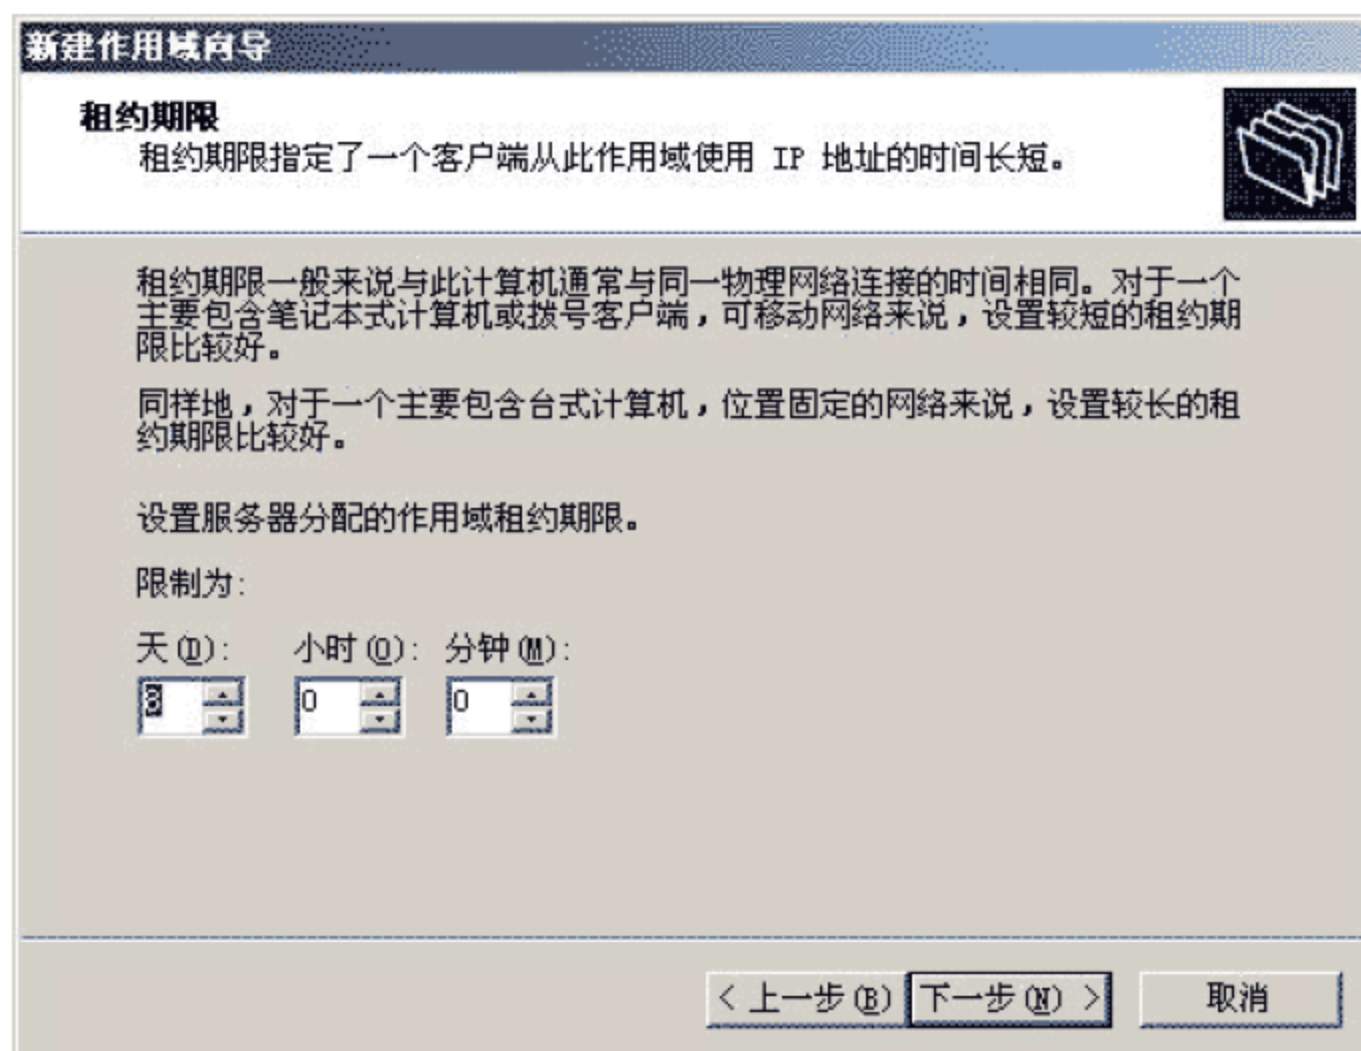 新建作用域向导
租约期限
租约期限指定了一个客户端从此作用域使用 IP 地址的时间长短。
租约期限一般来说与此计算机通常与同一物理网络连接的时间相同。对于一个
主要包含笔记本式计算机或拨号客户端，可移动网络来说，设置较短的租约期
限比较好。
同样地，对于一个主要包含台式计算机，位置固定的网络来说，设置较长的租
约期限比较好。
设置服务器分配的作用域租约期限。
限制为:
天(D): 小时(O): 分钟(M):
8 0 0
< 上一步(B) 下一步(N) > 取消